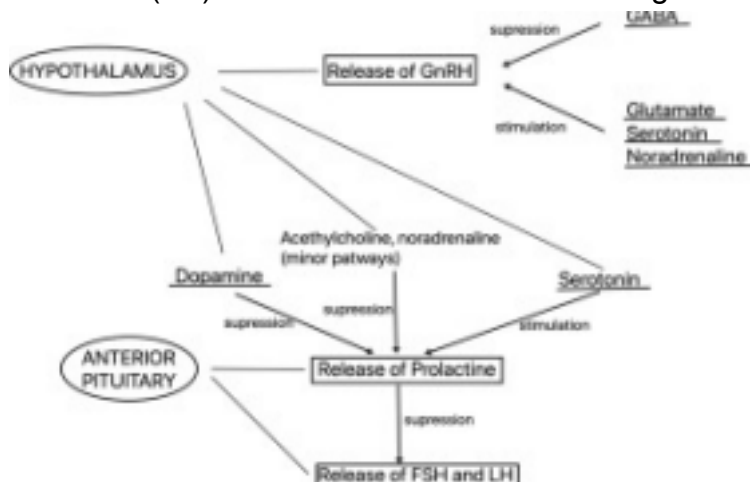 GABA
supression
HYPOTHALAMUS
Release of GnRH
Glutamate
stimulation
Serotonin
Noradrenaline
Acethylcholine, noradrenaline
(minor patways)
Dopamine
Serotonin
supression
supression
stimulation
ANTERIOR
PITUITARY
Release of Prolactine
supression
Release of FSH and LH